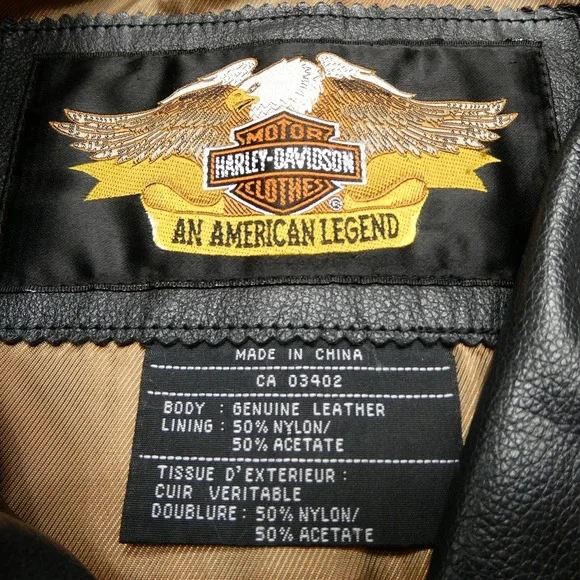 MOTOR
HARLEY-DAVIDSON
CLOTHES
®
AN AMERICAN LEGEND
MADE IN CHINA
CA 03402
BODY : GENUINE LEATHER
LINING : 50% NYLON/
50% ACETATE
TISSUE D'EXTERIEUR :
CUIR VERITABLE
DOUBLURE : 50% NYLON/
50% ACETATE